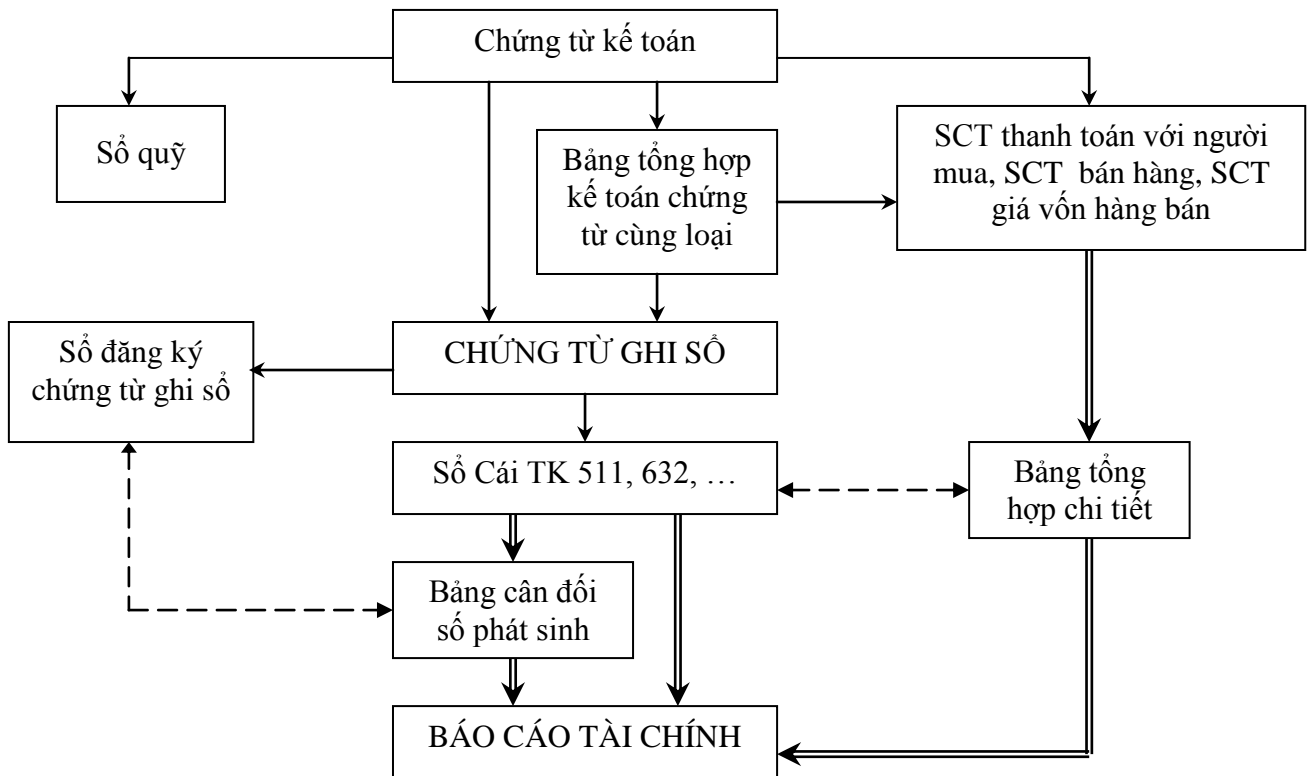 Chứng từ kế toán
Sổ quỹ
Bảng tổng hợp
kế toán chứng
từ cùng loại
SCT thanh toán với người
mua, SCT bán hàng, SCT
giá vốn hàng bán
Sổ đăng ký
chứng từ ghi sổ
CHỨNG TỪ GHI SỔ
Sổ Cái TK 511, 632, …
Bảng tổng
hợp chi tiết
Bảng cân đối
số phát sinh
BÁO CÁO TÀI CHÍNH